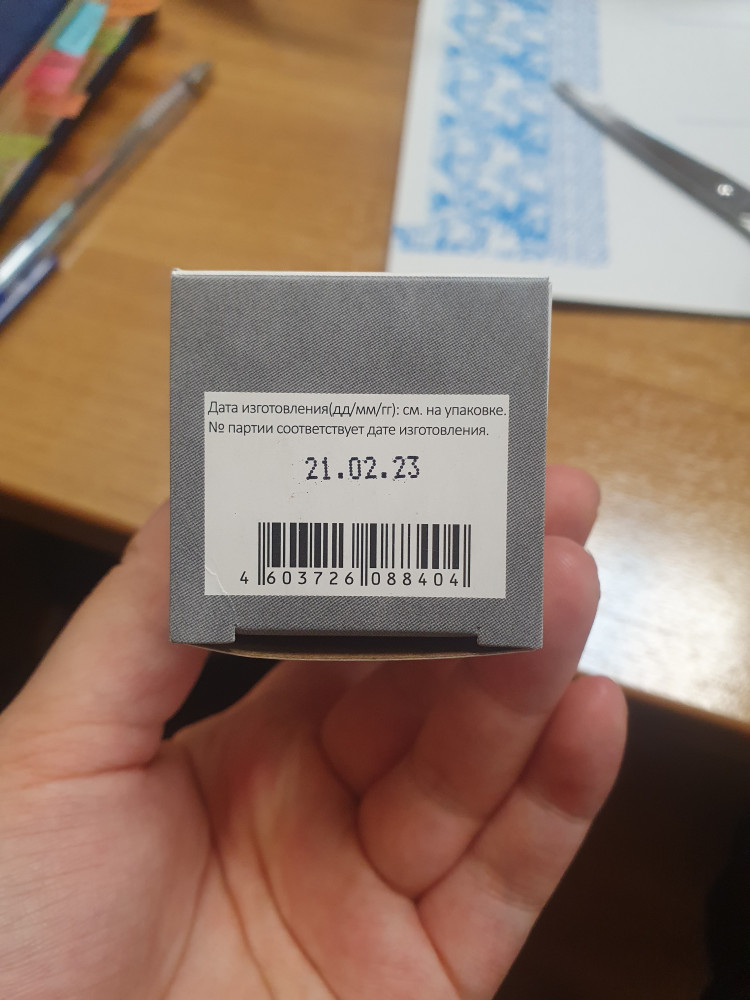 Дата изготовления(дд/мм/гг): см. на упаковке.
№ партии соответствует дате изготовления.
21.02.23
4 603726 088404